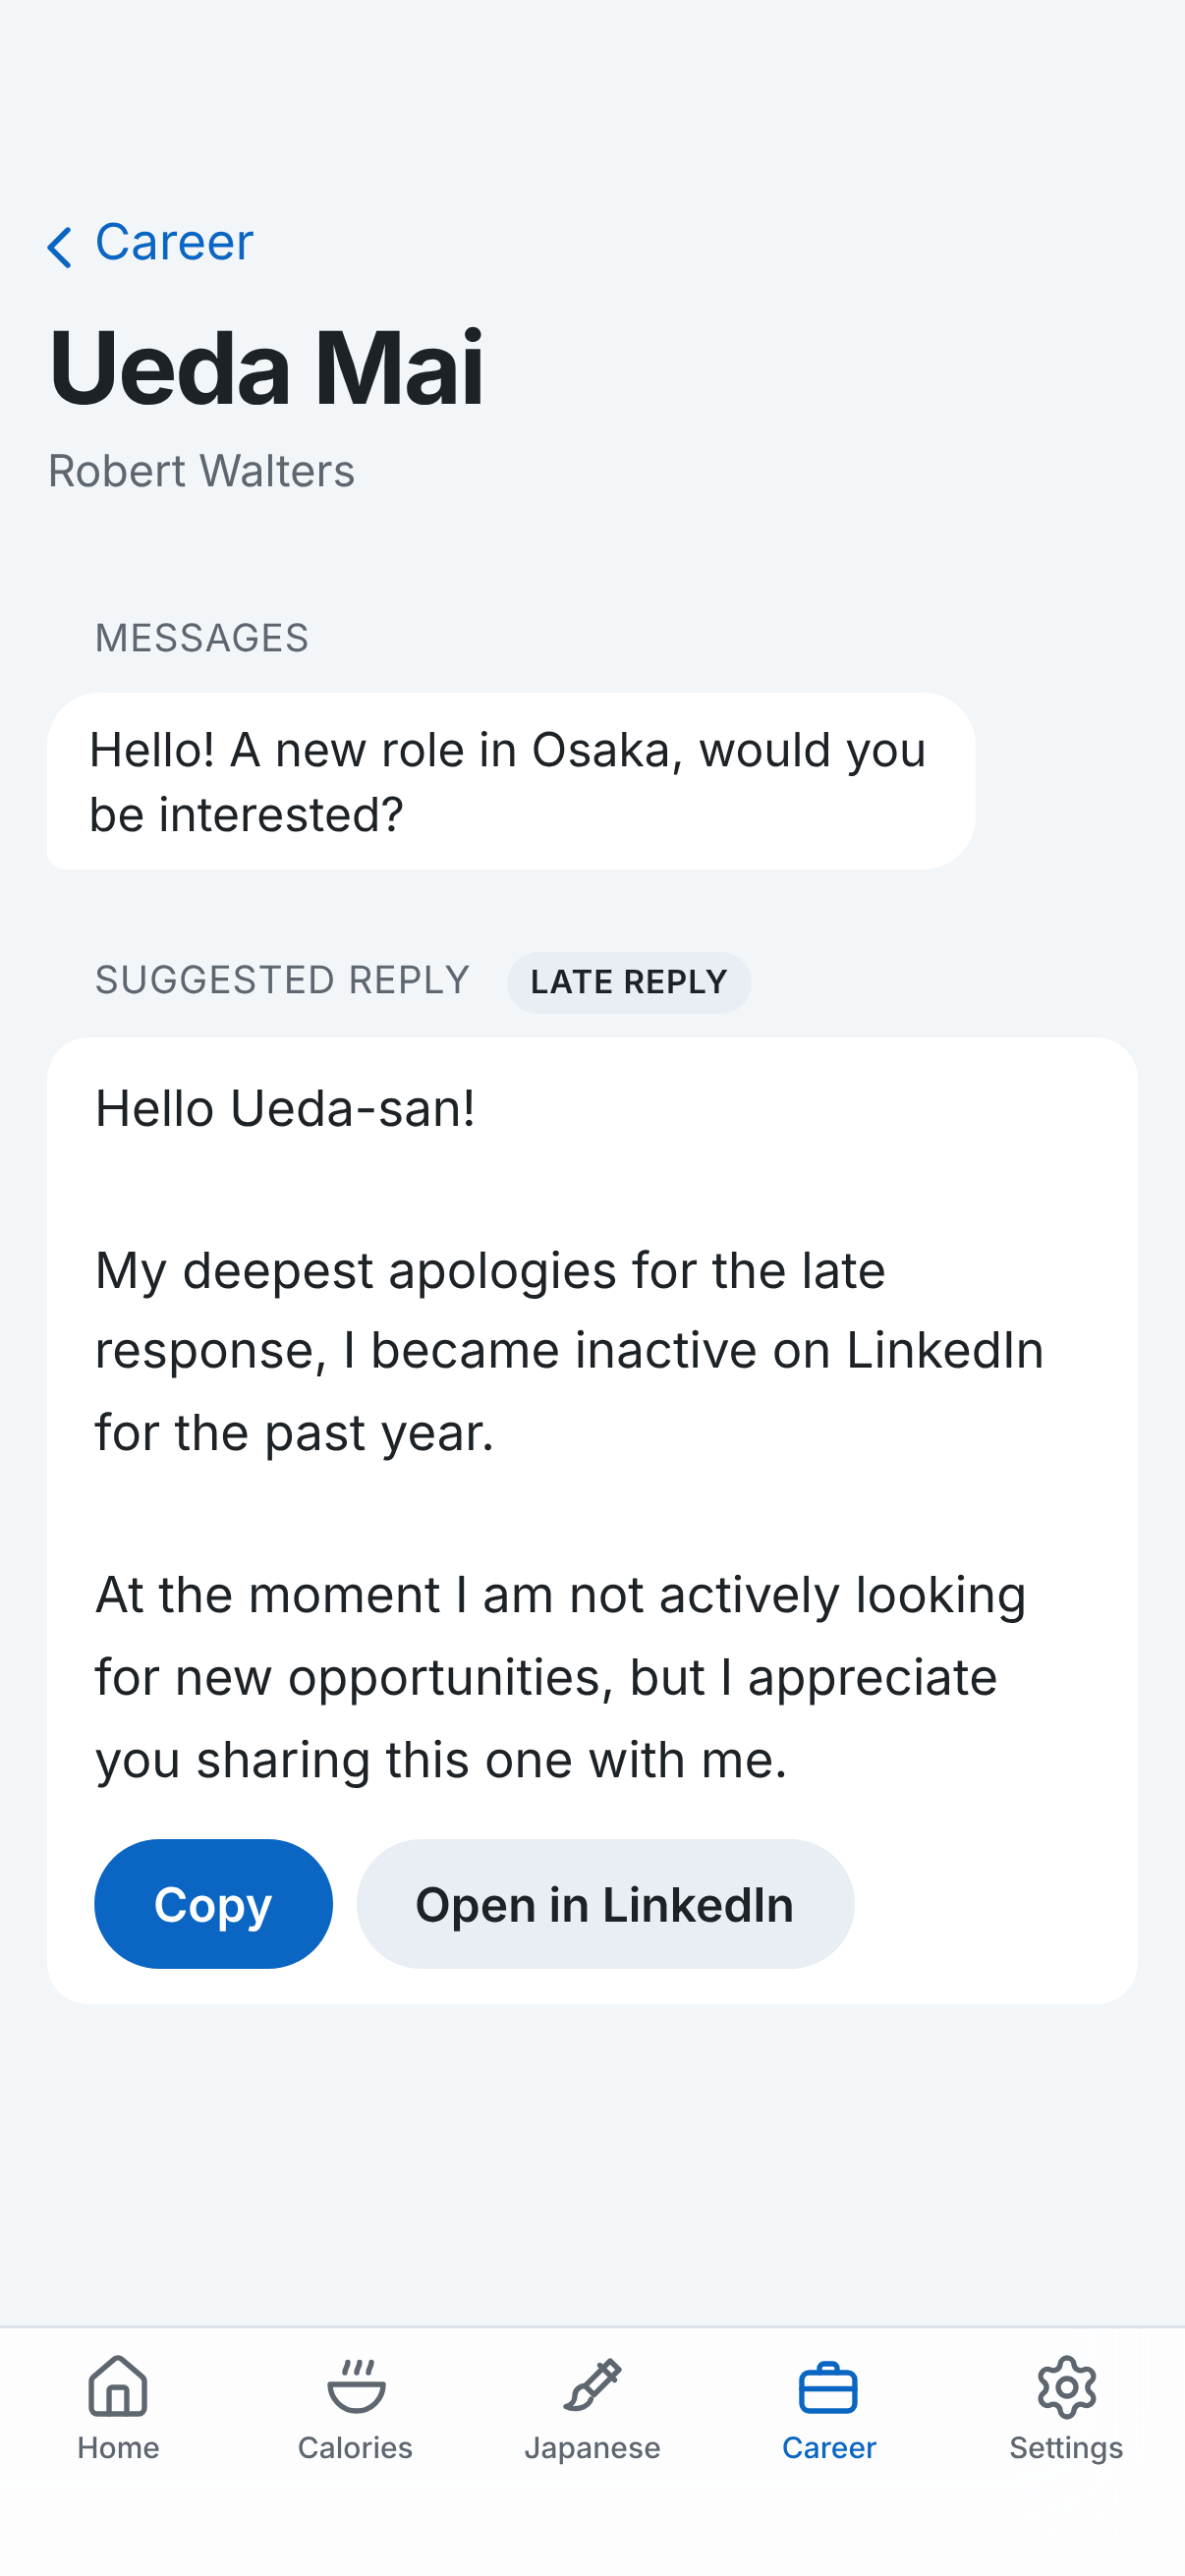 Career
Ueda Mai
Robert Walters
MESSAGES
Hello! A new role in Osaka, would you
be interested?
SUGGESTED REPLY LATE REPLY
Hello Ueda-san!
My deepest apologies for the late
response, I became inactive on LinkedIn
for the past year.
At the moment I am not actively looking
for new opportunities, but I appreciate
you sharing this one with me.
Copy Open in LinkedIn
Home Calories Japanese Career Settings